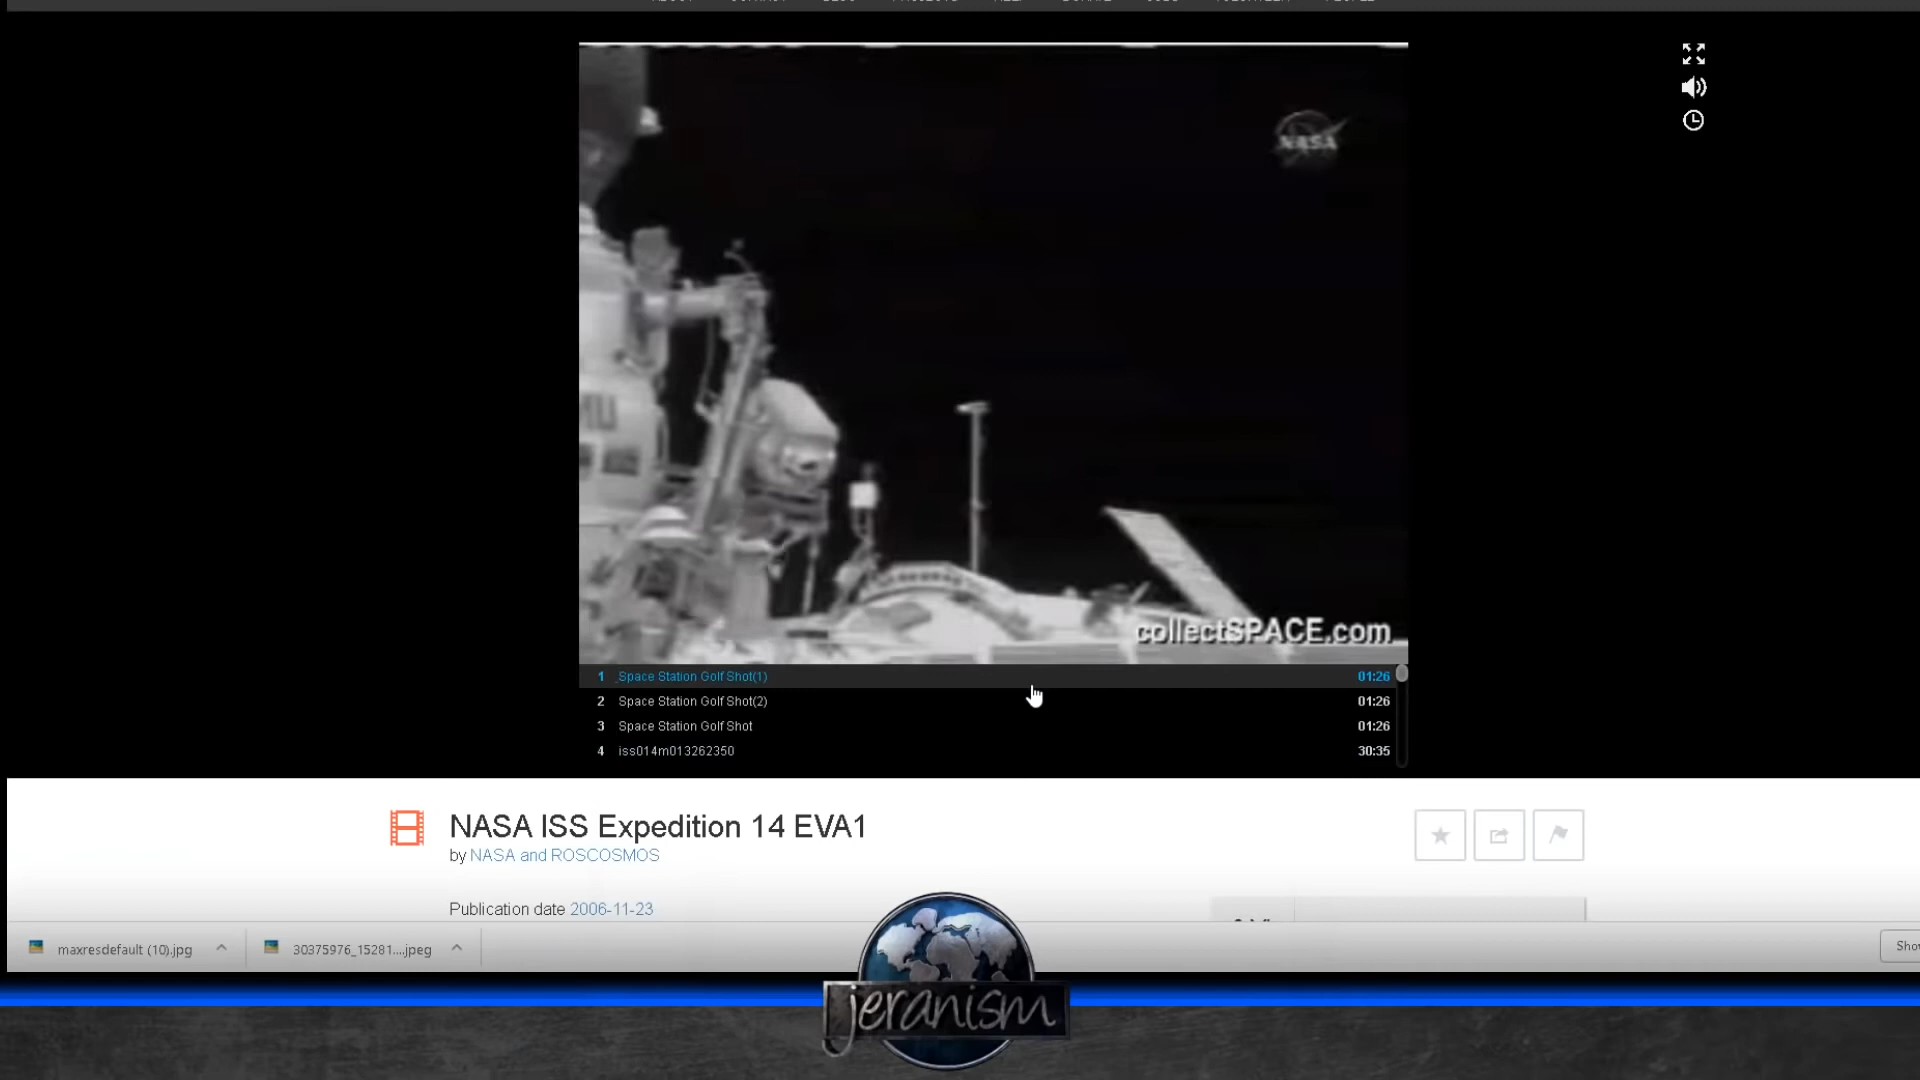 NASA
collectSPACE.com
1 Space Station Golf Shot(1) 01:26
2 Space Station Golf Shot(2) 01:26
3 Space Station Golf Shot 01:26
4 iss014m013262350 30:35
NASA ISS Expedition 14 EVA1
by NASA and ROSCOSMOS
Publication date 2006-11-23
maxresdefault (10).jpg 30375976_15281....jpeg
jeranism